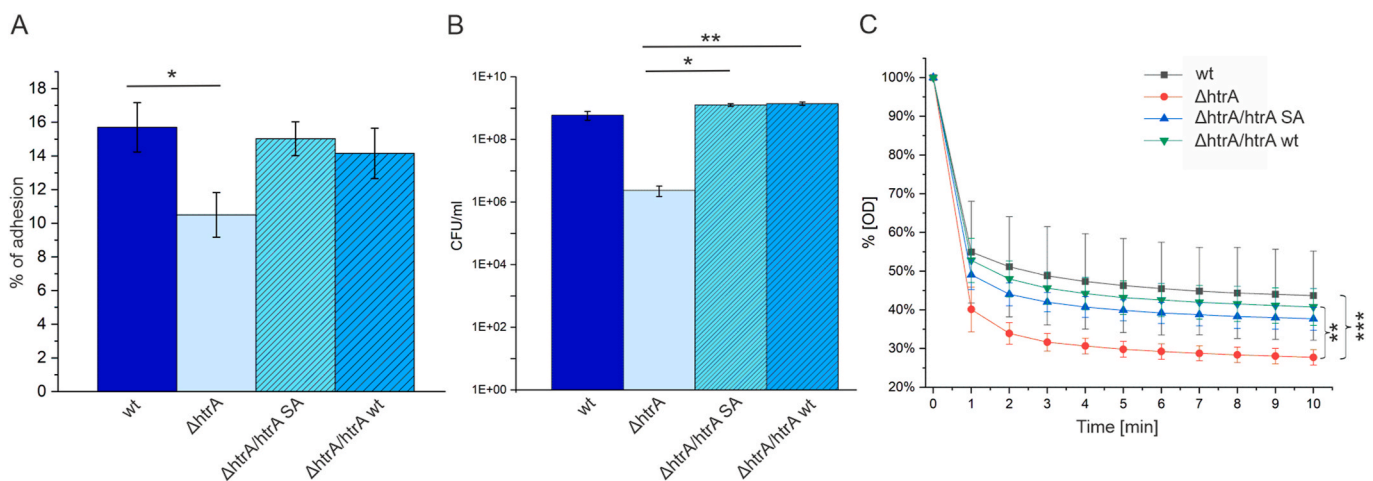 A
% of adhesion
18
16
14
12
10
8
6
4
2
0
*
wt
ΔhtrA
ΔhtrA/htrA SA
ΔhtrA/htrA wt
B
CFU/ml
1E+10
1E+08
1E+06
1E+04
1E+02
1E+00
**
*
wt
ΔhtrA
ΔhtrA/htrA SA
ΔhtrA/htrA wt
C
% [OD]
100%
90%
80%
70%
60%
50%
40%
30%
20%
wt
ΔhtrA
ΔhtrA/htrA SA
ΔhtrA/htrA wt
**
***
0 1 2 3 4 5 6 7 8 9 10
Time [min]